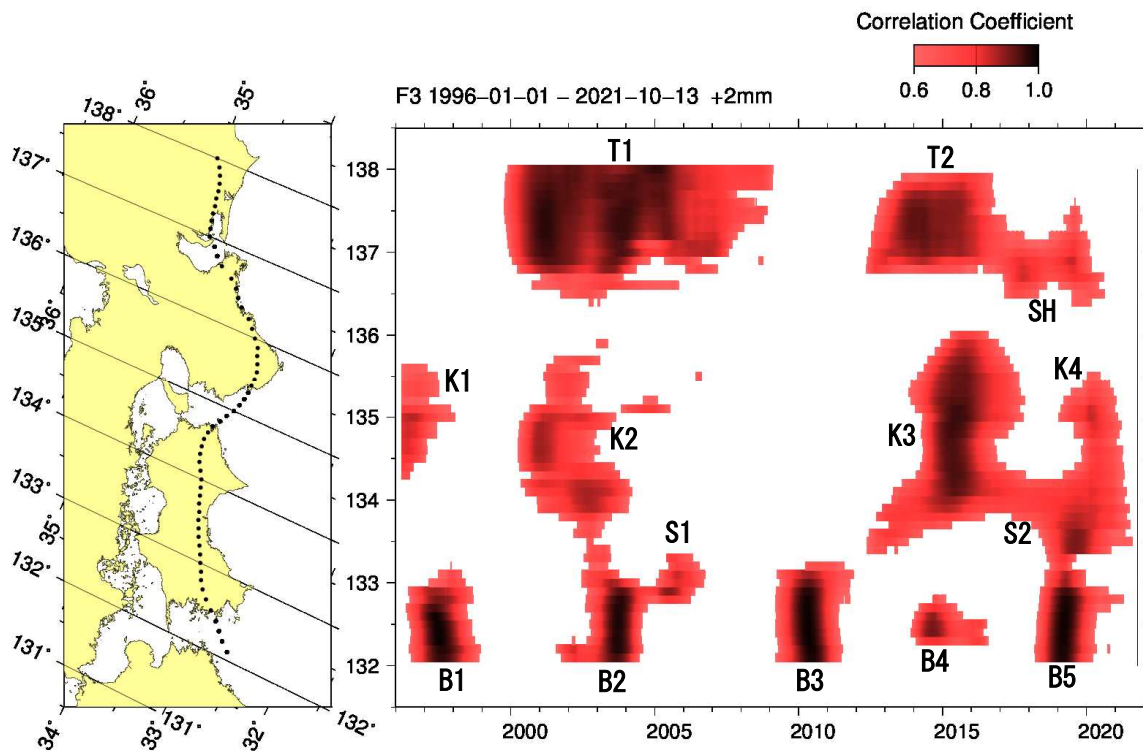 Correlation Coefficient
0.6 0.8 1.0
F3 1996-01-01 - 2021-10-13 +2mm
138° 36° 35°
137°
136°
36°
135°
134°
133°
35°
132°
131°
34° 33° 131° 32° 132°
138
137
136
135
134
133
132
T1 T2
SH
K1 K2 K3 K4
S1 S2
B1 B2 B3 B4 B5
2000 2005 2010 2015 2020